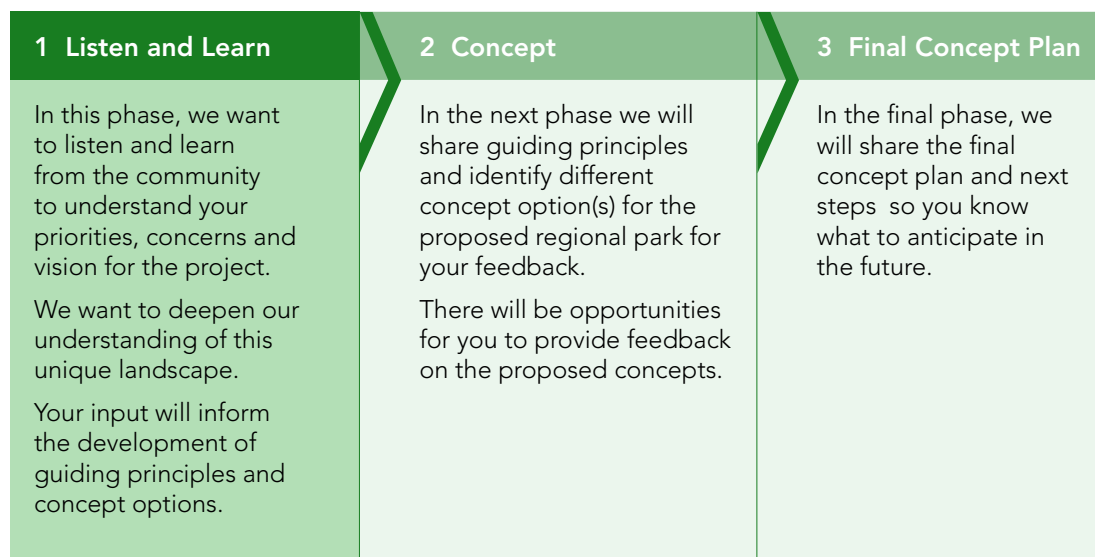 1 Listen and Learn
In this phase, we want
to listen and learn
from the community
to understand your
priorities, concerns and
vision for the project.
We want to deepen our
understanding of this
unique landscape.
Your input will inform
the development of
guiding principles and
concept options.
2 Concept
In the next phase we will
share guiding principles
and identify different
concept option(s) for the
proposed regional park for
your feedback.
There will be opportunities
for you to provide feedback
on the proposed concepts.
3 Final Concept Plan
In the final phase, we
will share the final
concept plan and next
steps so you know
what to anticipate in
the future.